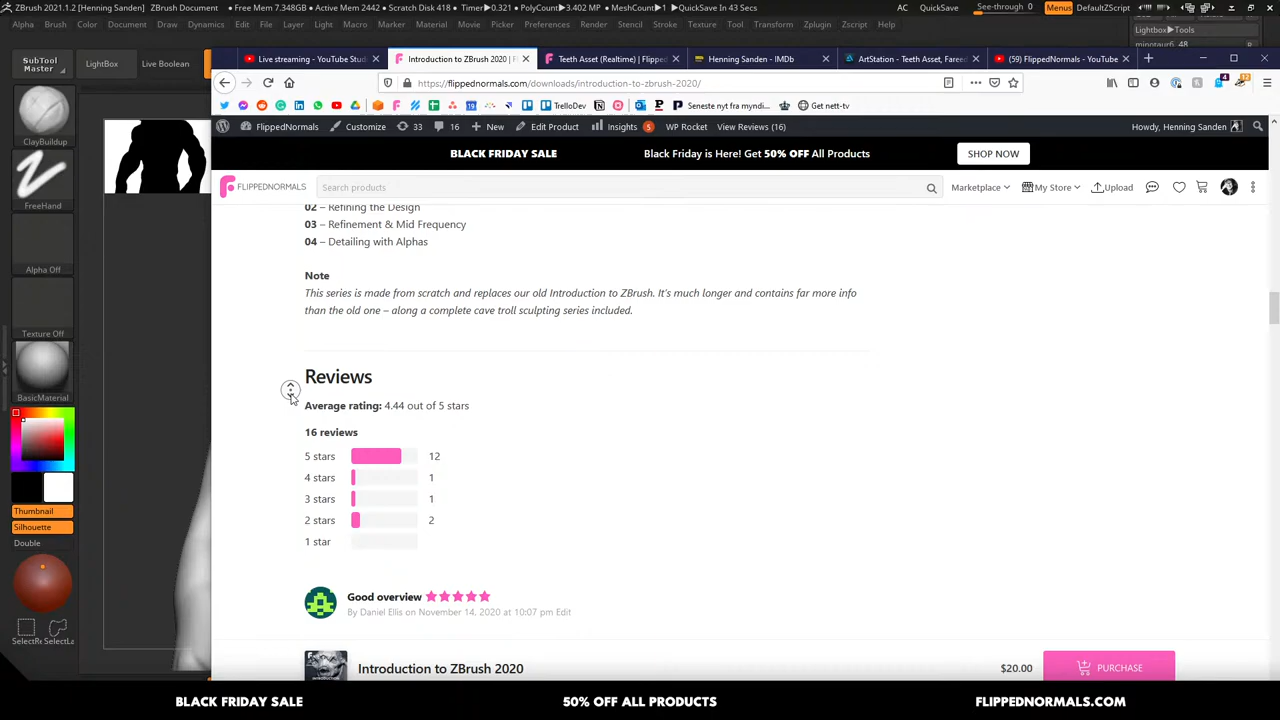 ZBrush 2021.1.2 [Henning Sanden]   ZBrush Document   • Free Mem 7.348GB • Active Mem 2442 • Scratch Disk 418 • Timer▶0.321 • PolyCount▶3.402 MP • MeshCount▶1 QuickSave In 43 Secs AC QuickSave See-through 0 Menus DefaultZScript
Alpha Brush Color Document Draw Dynamics Edit File Layer Light Macro Marker Material Movie Picker Preferences Render Stencil Stroke Texture Tool Transform Zplugin Zscript Help
Lightbox▶Tools
SubTool
Master
LightBox
Live Boolean
ClayBuildup
FreeHand
Alpha Off
Texture Off
BasicMaterial
Thumbnail
Silhouette
Double
SelectRe
SelectLa
Live streaming - YouTube Stud
Introduction to ZBrush 2020 | F
Teeth Asset (Realtime) | Flipped
Henning Sanden - IMDb
ArtStation - Teeth Asset, Fareed
(59) FlippedNormals - YouTube
https://flippednormals.com/downloads/introduction-to-zbrush-2020/
TrelloDev
Seneste nyt fra myndi...
Get nett-tv
FlippedNormals Customize 33 16 New Edit Product Insights 5 WP Rocket View Reviews (16) Howdy, Henning Sanden
BLACK FRIDAY SALE Black Friday is Here! Get 50% OFF All Products SHOP NOW
FLIPPEDNORMALS Search products Marketplace My Store Upload
02 – Refining the Design
03 – Refinement & Mid Frequency
04 – Detailing with Alphas
Note
This series is made from scratch and replaces our old Introduction to ZBrush. It's much longer and contains far more info
than the old one – along a complete cave troll sculpting series included.
Reviews
Average rating: 4.44 out of 5 stars
16 reviews
5 stars 12
4 stars 1
3 stars 1
2 stars 2
1 star
Good overview
By Daniel Ellis on November 14, 2020 at 10:07 pm Edit
Introduction to ZBrush 2020 $20.00 PURCHASE
BLACK FRIDAY SALE 50% OFF ALL PRODUCTS FLIPPEDNORMALS.COM